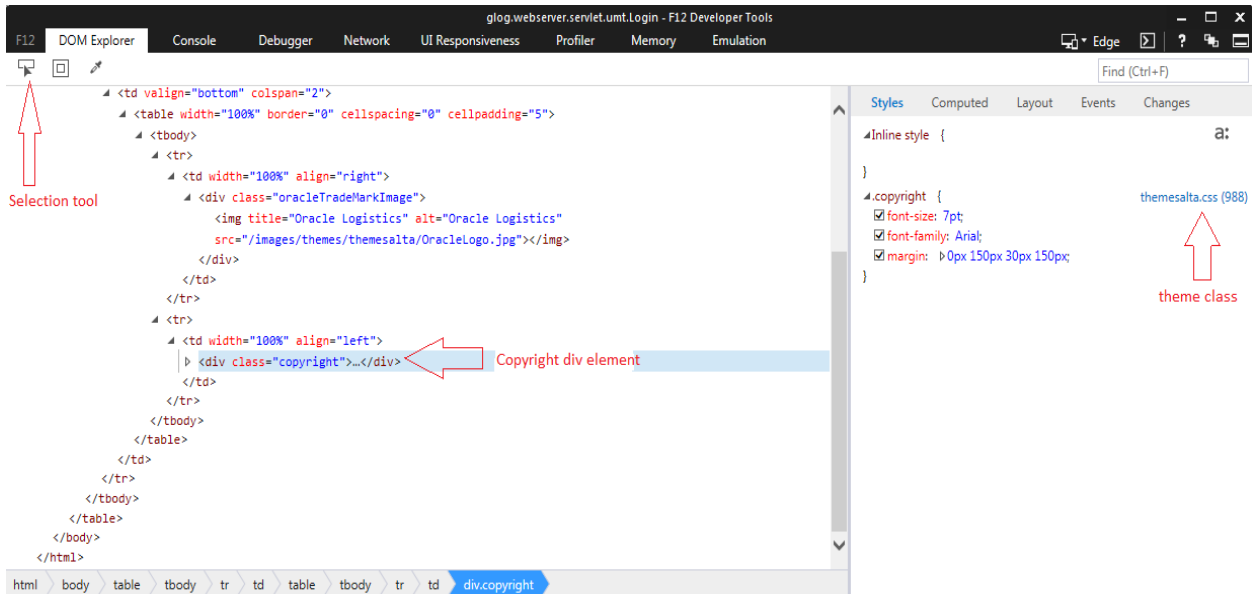 glog.webserver.servlet.umt.Login - F12 Developer Tools
F12 DOM Explorer Console Debugger Network UI Responsiveness Profiler Memory Emulation Edge ?
Find (Ctrl+F)
<td valign="bottom" colspan="2">
<table width="100%" border="0" cellspacing="0" cellpadding="5">
<tbody>
<tr>
<td width="100%" align="right">
<div class="oracleTradeMarkImage">
<img title="Oracle Logistics" alt="Oracle Logistics"
src="/images/themes/themesalta/OracleLogo.jpg"></img>
</div>
</td>
</tr>
<tr>
<td width="100%" align="left">
<div class="copyright">…</div>
</td>
</tr>
</tbody>
</table>
</td>
</tr>
</tbody>
</table>
</body>
</html>
Selection tool
Copyright div element
html body table tbody tr td table tbody tr td div.copyright
Styles Computed Layout Events Changes
Inline style {
a:
}
.copyright { themesalta.css (988)
font-size: 7pt;
font-family: Arial;
margin: 0px 150px 30px 150px;
}
theme class